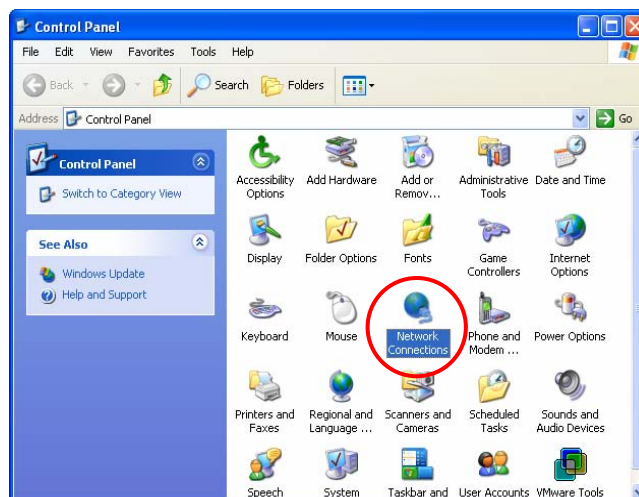 Control Panel
File Edit View Favorites Tools Help
Back Search Folders
Address Control Panel Go
Control Panel
Switch to Category View
See Also
Windows Update
Help and Support
Accessibility Options
Add Hardware
Add or Remov...
Administrative Tools
Date and Time
Display
Folder Options
Fonts
Game Controllers
Internet Options
Keyboard
Mouse
Network Connections
Phone and Modem ...
Power Options
Printers and Faxes
Regional and Language ...
Scanners and Cameras
Scheduled Tasks
Sounds and Audio Devices
Speech
System
Taskbar and
User Accounts
VMware Tools